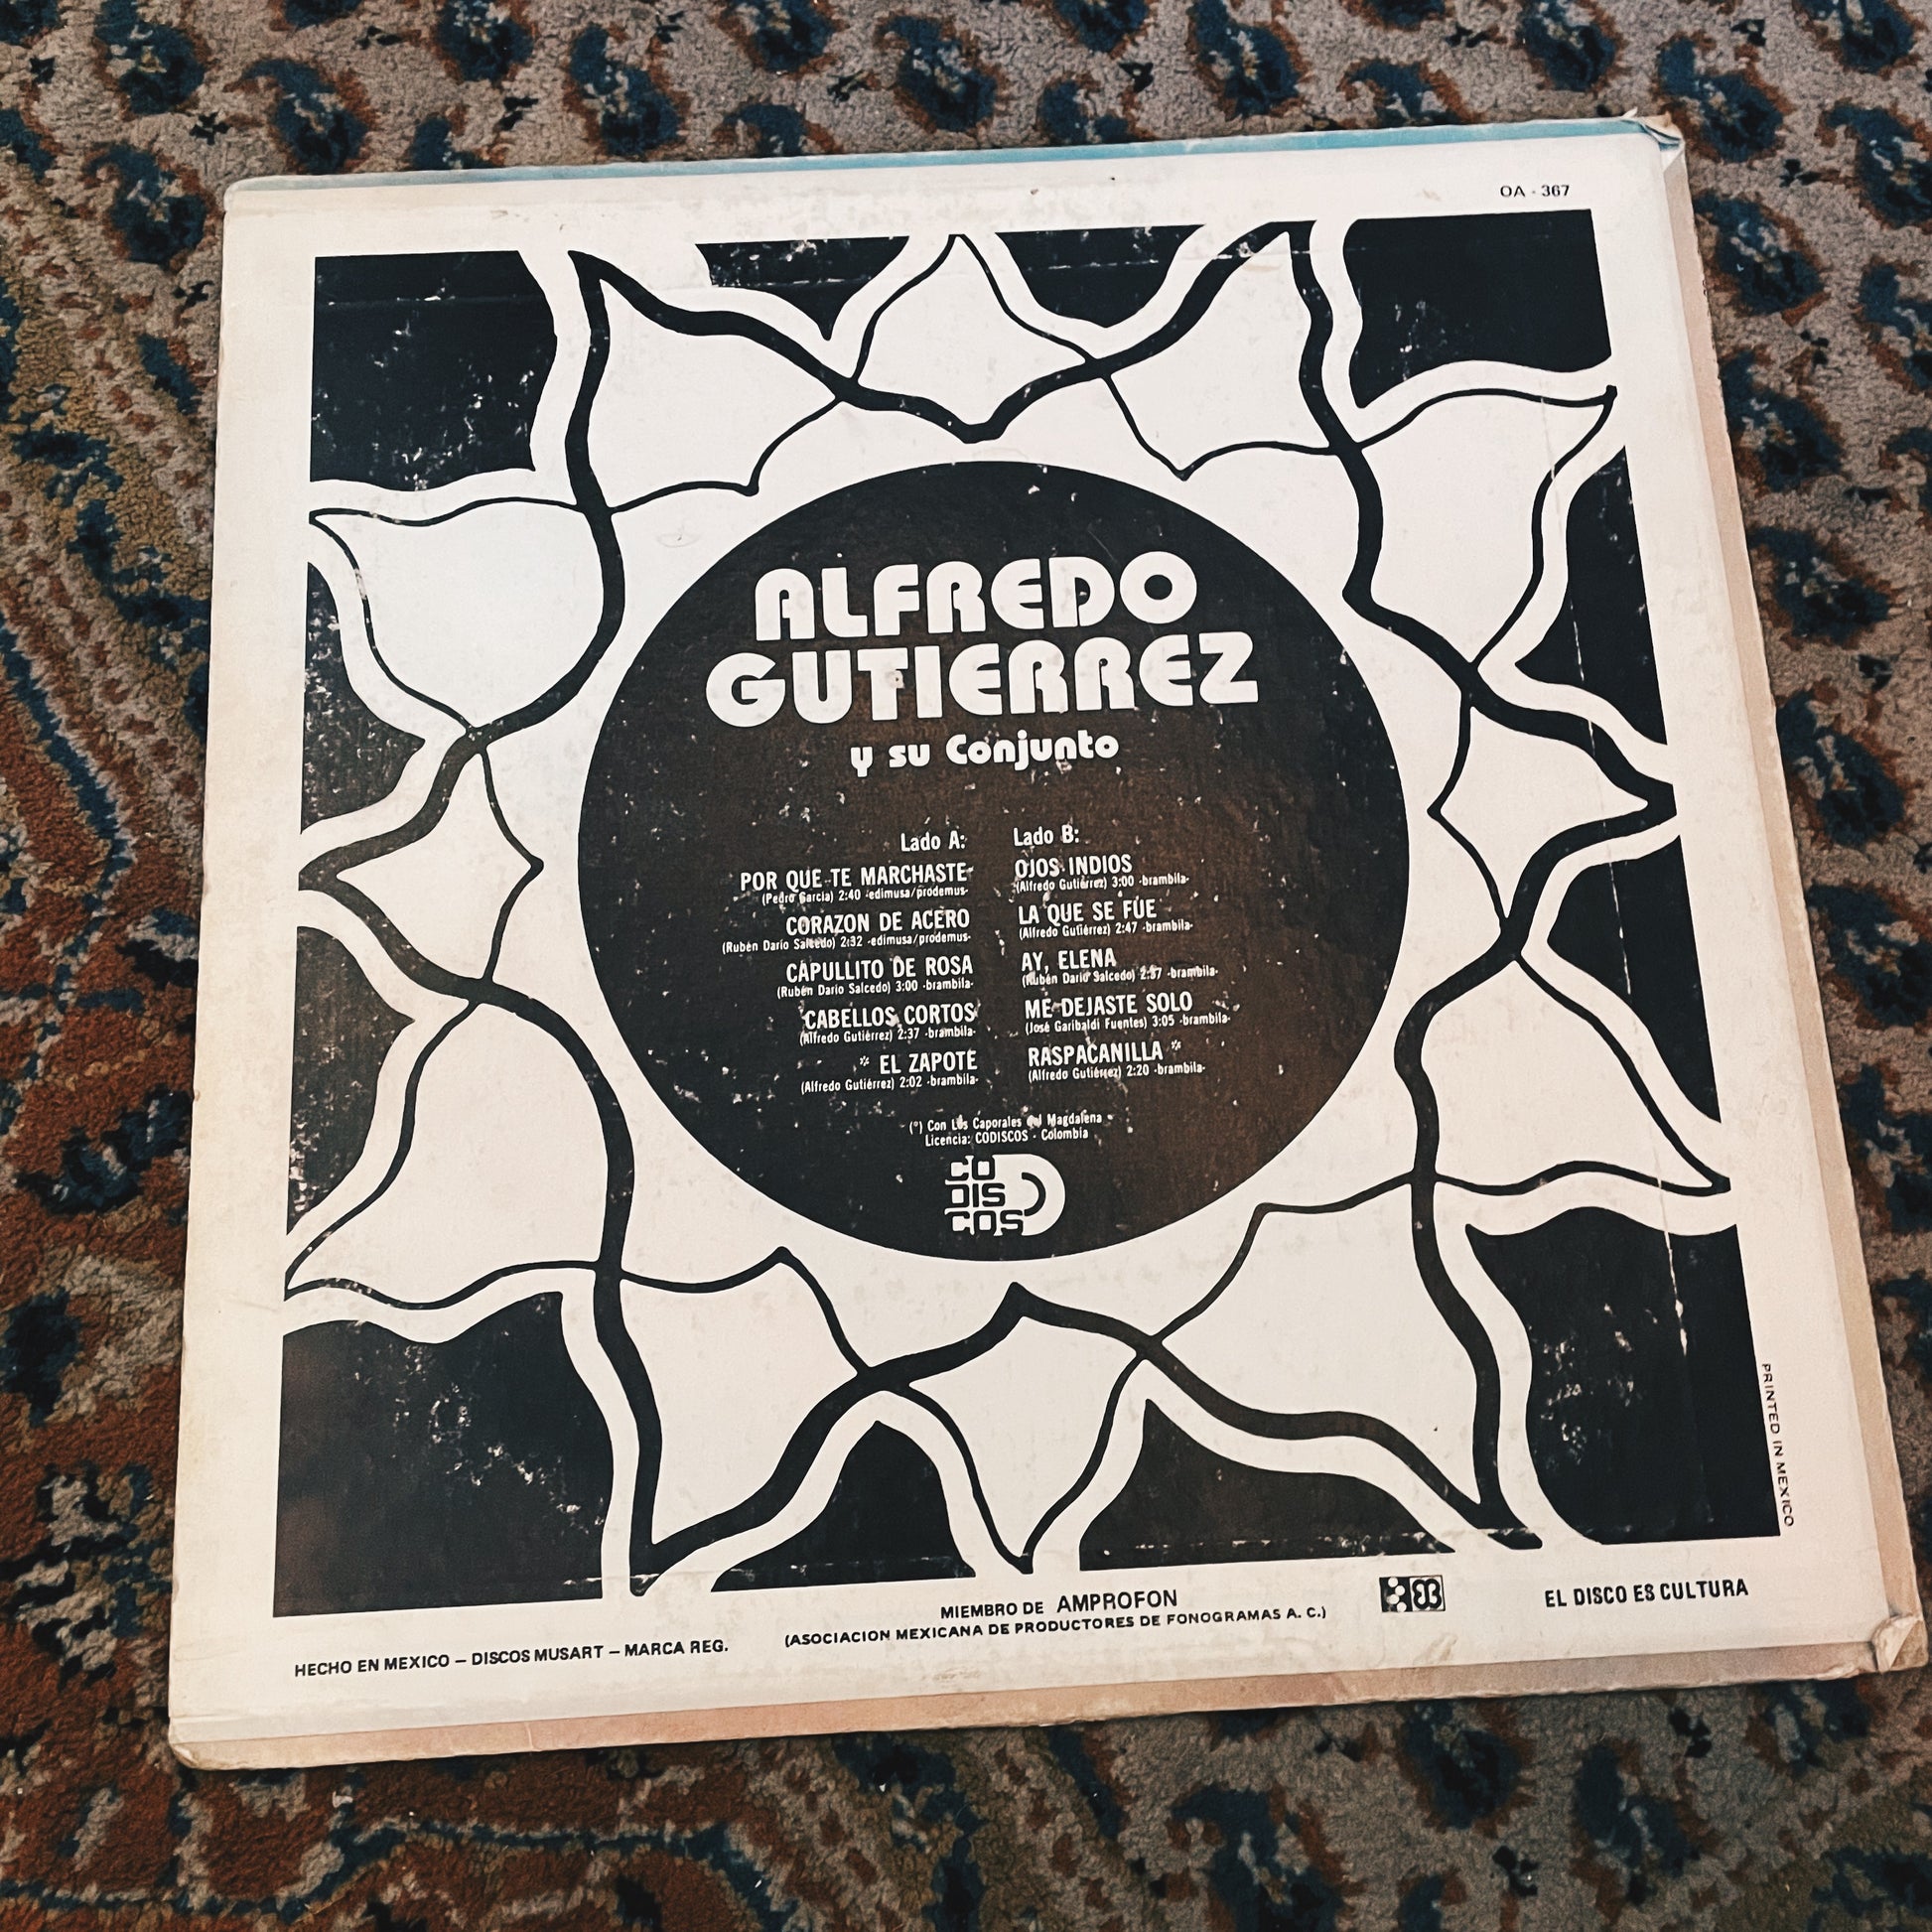 OA - 367
ALFREDO
GUTIERREZ
y su Conjunto
Lado A:
POR QUE TE MARCHASTE
(Pedro Garcia) 2:40 -edimusa/prodemus-
CORAZON DE ACERO
(Rubén Dario Salcedo) 2:32 -edimusa/prodemus-
CAPULLITO DE ROSA
(Rubén Dario Salcedo) 3:00 -brambila-
CABELLOS CORTOS
(Alfredo Gutiérrez) 2:37 -brambila-
* EL ZAPOTE
(Alfredo Gutiérrez) 2:02 -brambila-
Lado B:
OJOS INDIOS
(Alfredo Gutiérrez) 3:00 -brambila-
LA QUE SE FUE
(Alfredo Gutiérrez) 2:47 -brambila-
AY, ELENA
(Rubén Dario Salcedo) 2:37 -brambila-
ME DEJASTE SOLO
(José Garibaldi Fuentes) 3:05 -brambila-
RASPACANILLA *
(Alfredo Gutiérrez) 2:20 -brambila-
(*) Con Los Caporales del Magdalena
Licencia: CODISCOS - Colombia
CO
DIS
COS
PRINTED IN MEXICO
HECHO EN MEXICO – DISCOS MUSART – MARCA REG.
MIEMBRO DE AMPROFON
(ASOCIACION MEXICANA DE PRODUCTORES DE FONOGRAMAS A. C.)
EL DISCO ES CULTURA